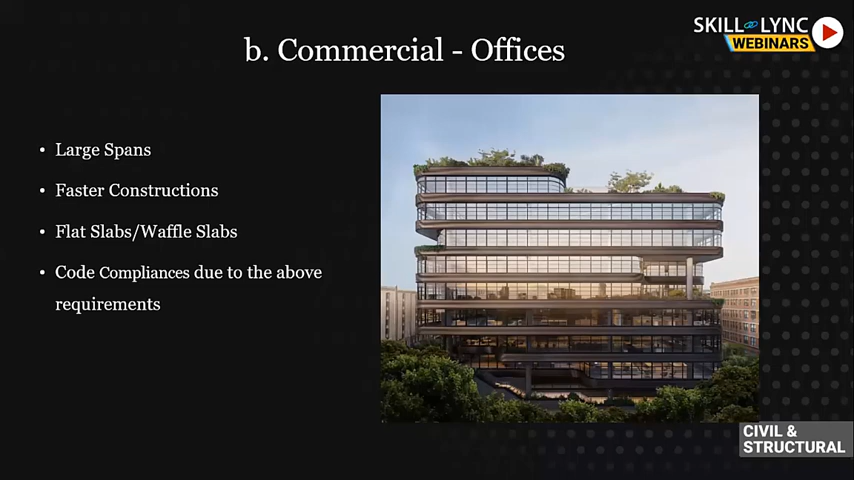 SKILL LYNC
WEBINARS
b. Commercial - Offices
• Large Spans
• Faster Constructions
• Flat Slabs/Waffle Slabs
• Code Compliances due to the above
requirements
CIVIL &
STRUCTURAL